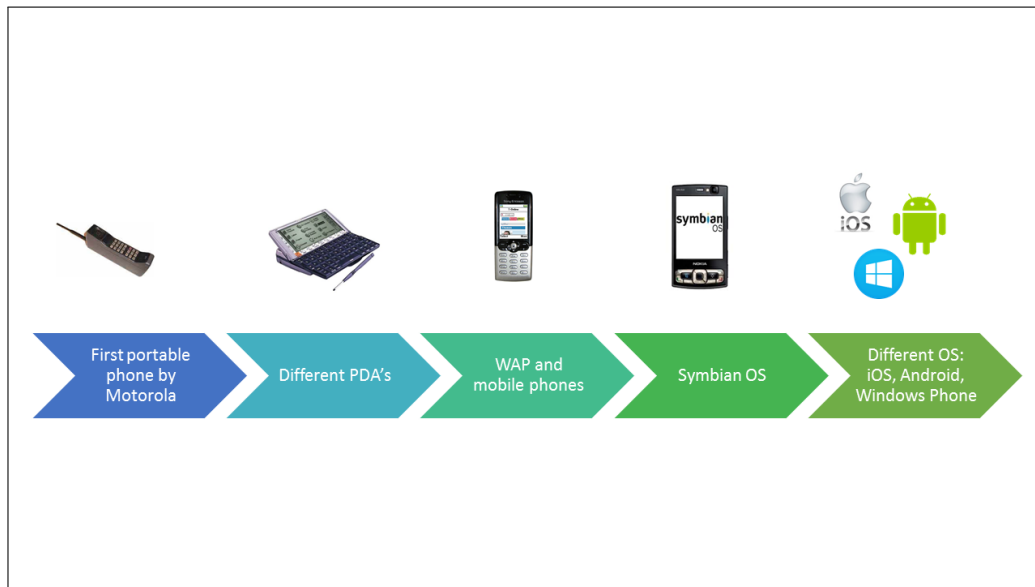 iOS
symbian
OS
NOKIA
First portable
phone by
Motorola
Different PDA's
WAP and
mobile phones
Symbian OS
Different OS:
iOS, Android,
Windows Phone